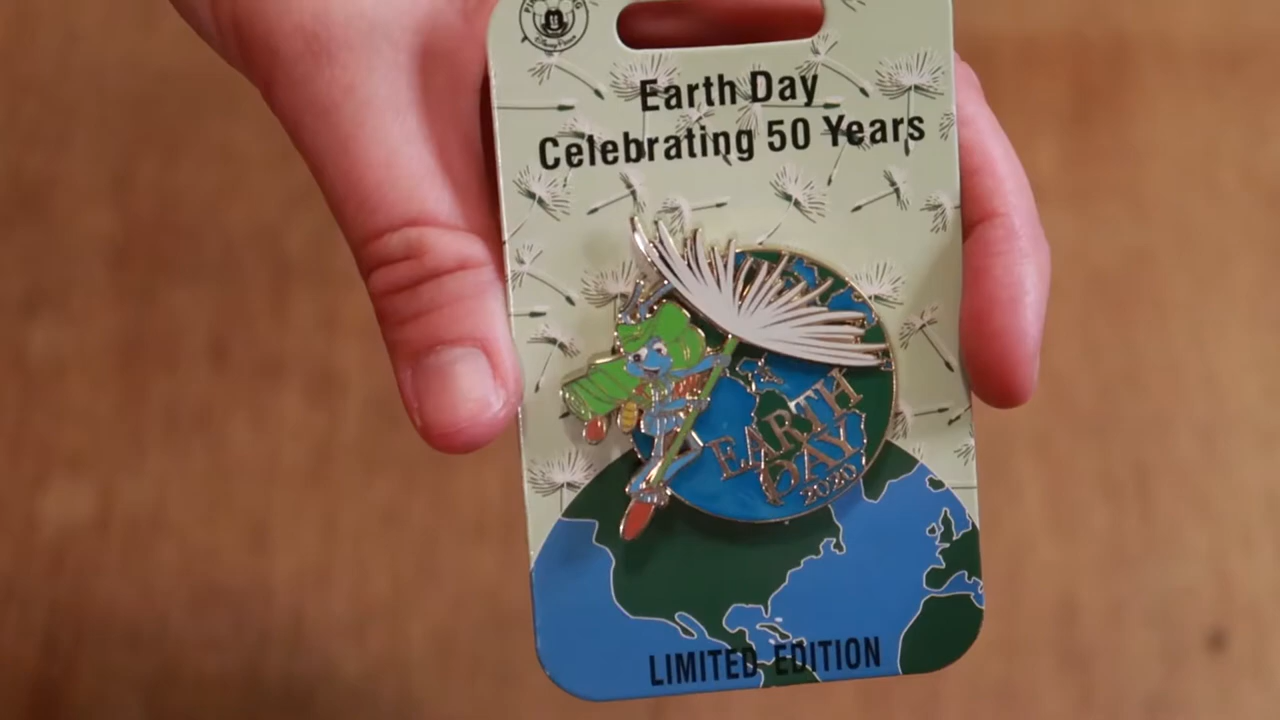 Earth Day
Celebrating 50 Years
EARTH
DAY
2020
LIMITED EDITION